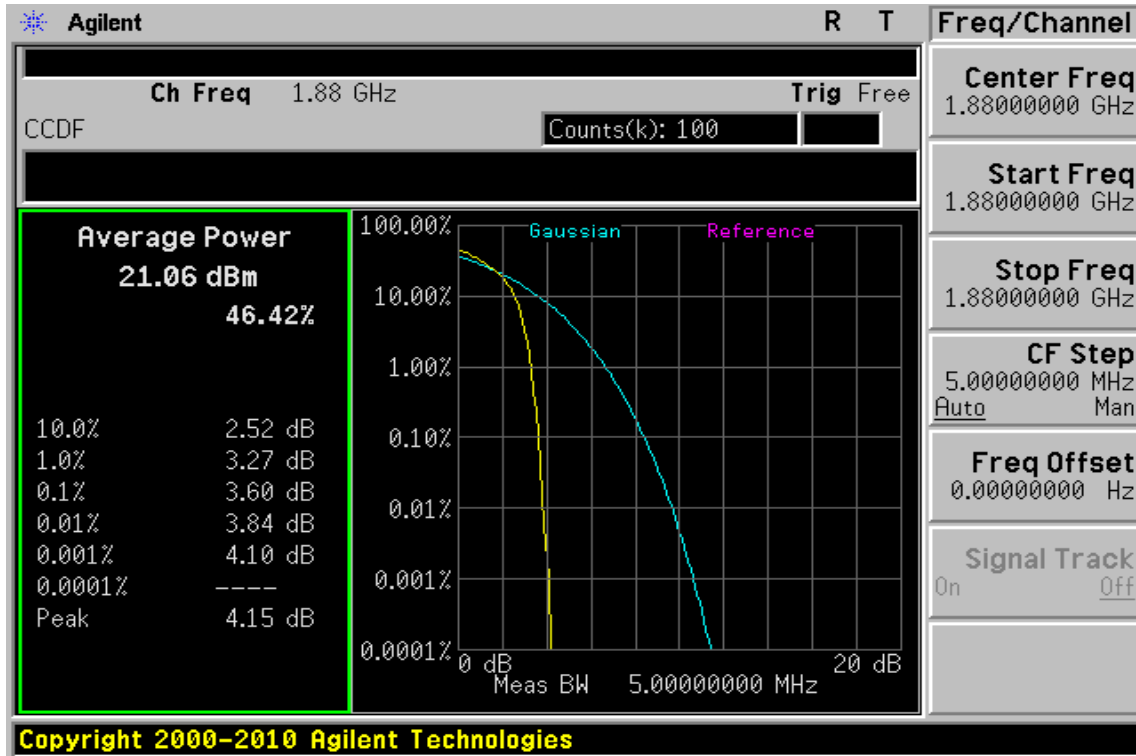 Agilent R T
Ch Freq 1.88 GHz Trig Free
CCDF Counts(k): 100
Average Power
21.06 dBm
46.42%
10.0% 2.52 dB
1.0% 3.27 dB
0.1% 3.60 dB
0.01% 3.84 dB
0.001% 4.10 dB
0.0001% ----
Peak 4.15 dB
Gaussian Reference
100.00%
10.00%
1.00%
0.10%
0.01%
0.001%
0.0001%
0 dB 20 dB
Meas BW 5.00000000 MHz
Freq/Channel
Center Freq
1.88000000 GHz
Start Freq
1.88000000 GHz
Stop Freq
1.88000000 GHz
CF Step
5.00000000 MHz
Auto Man
Freq Offset
0.00000000 Hz
Signal Track
On Off
Copyright 2000-2010 Agilent Technologies